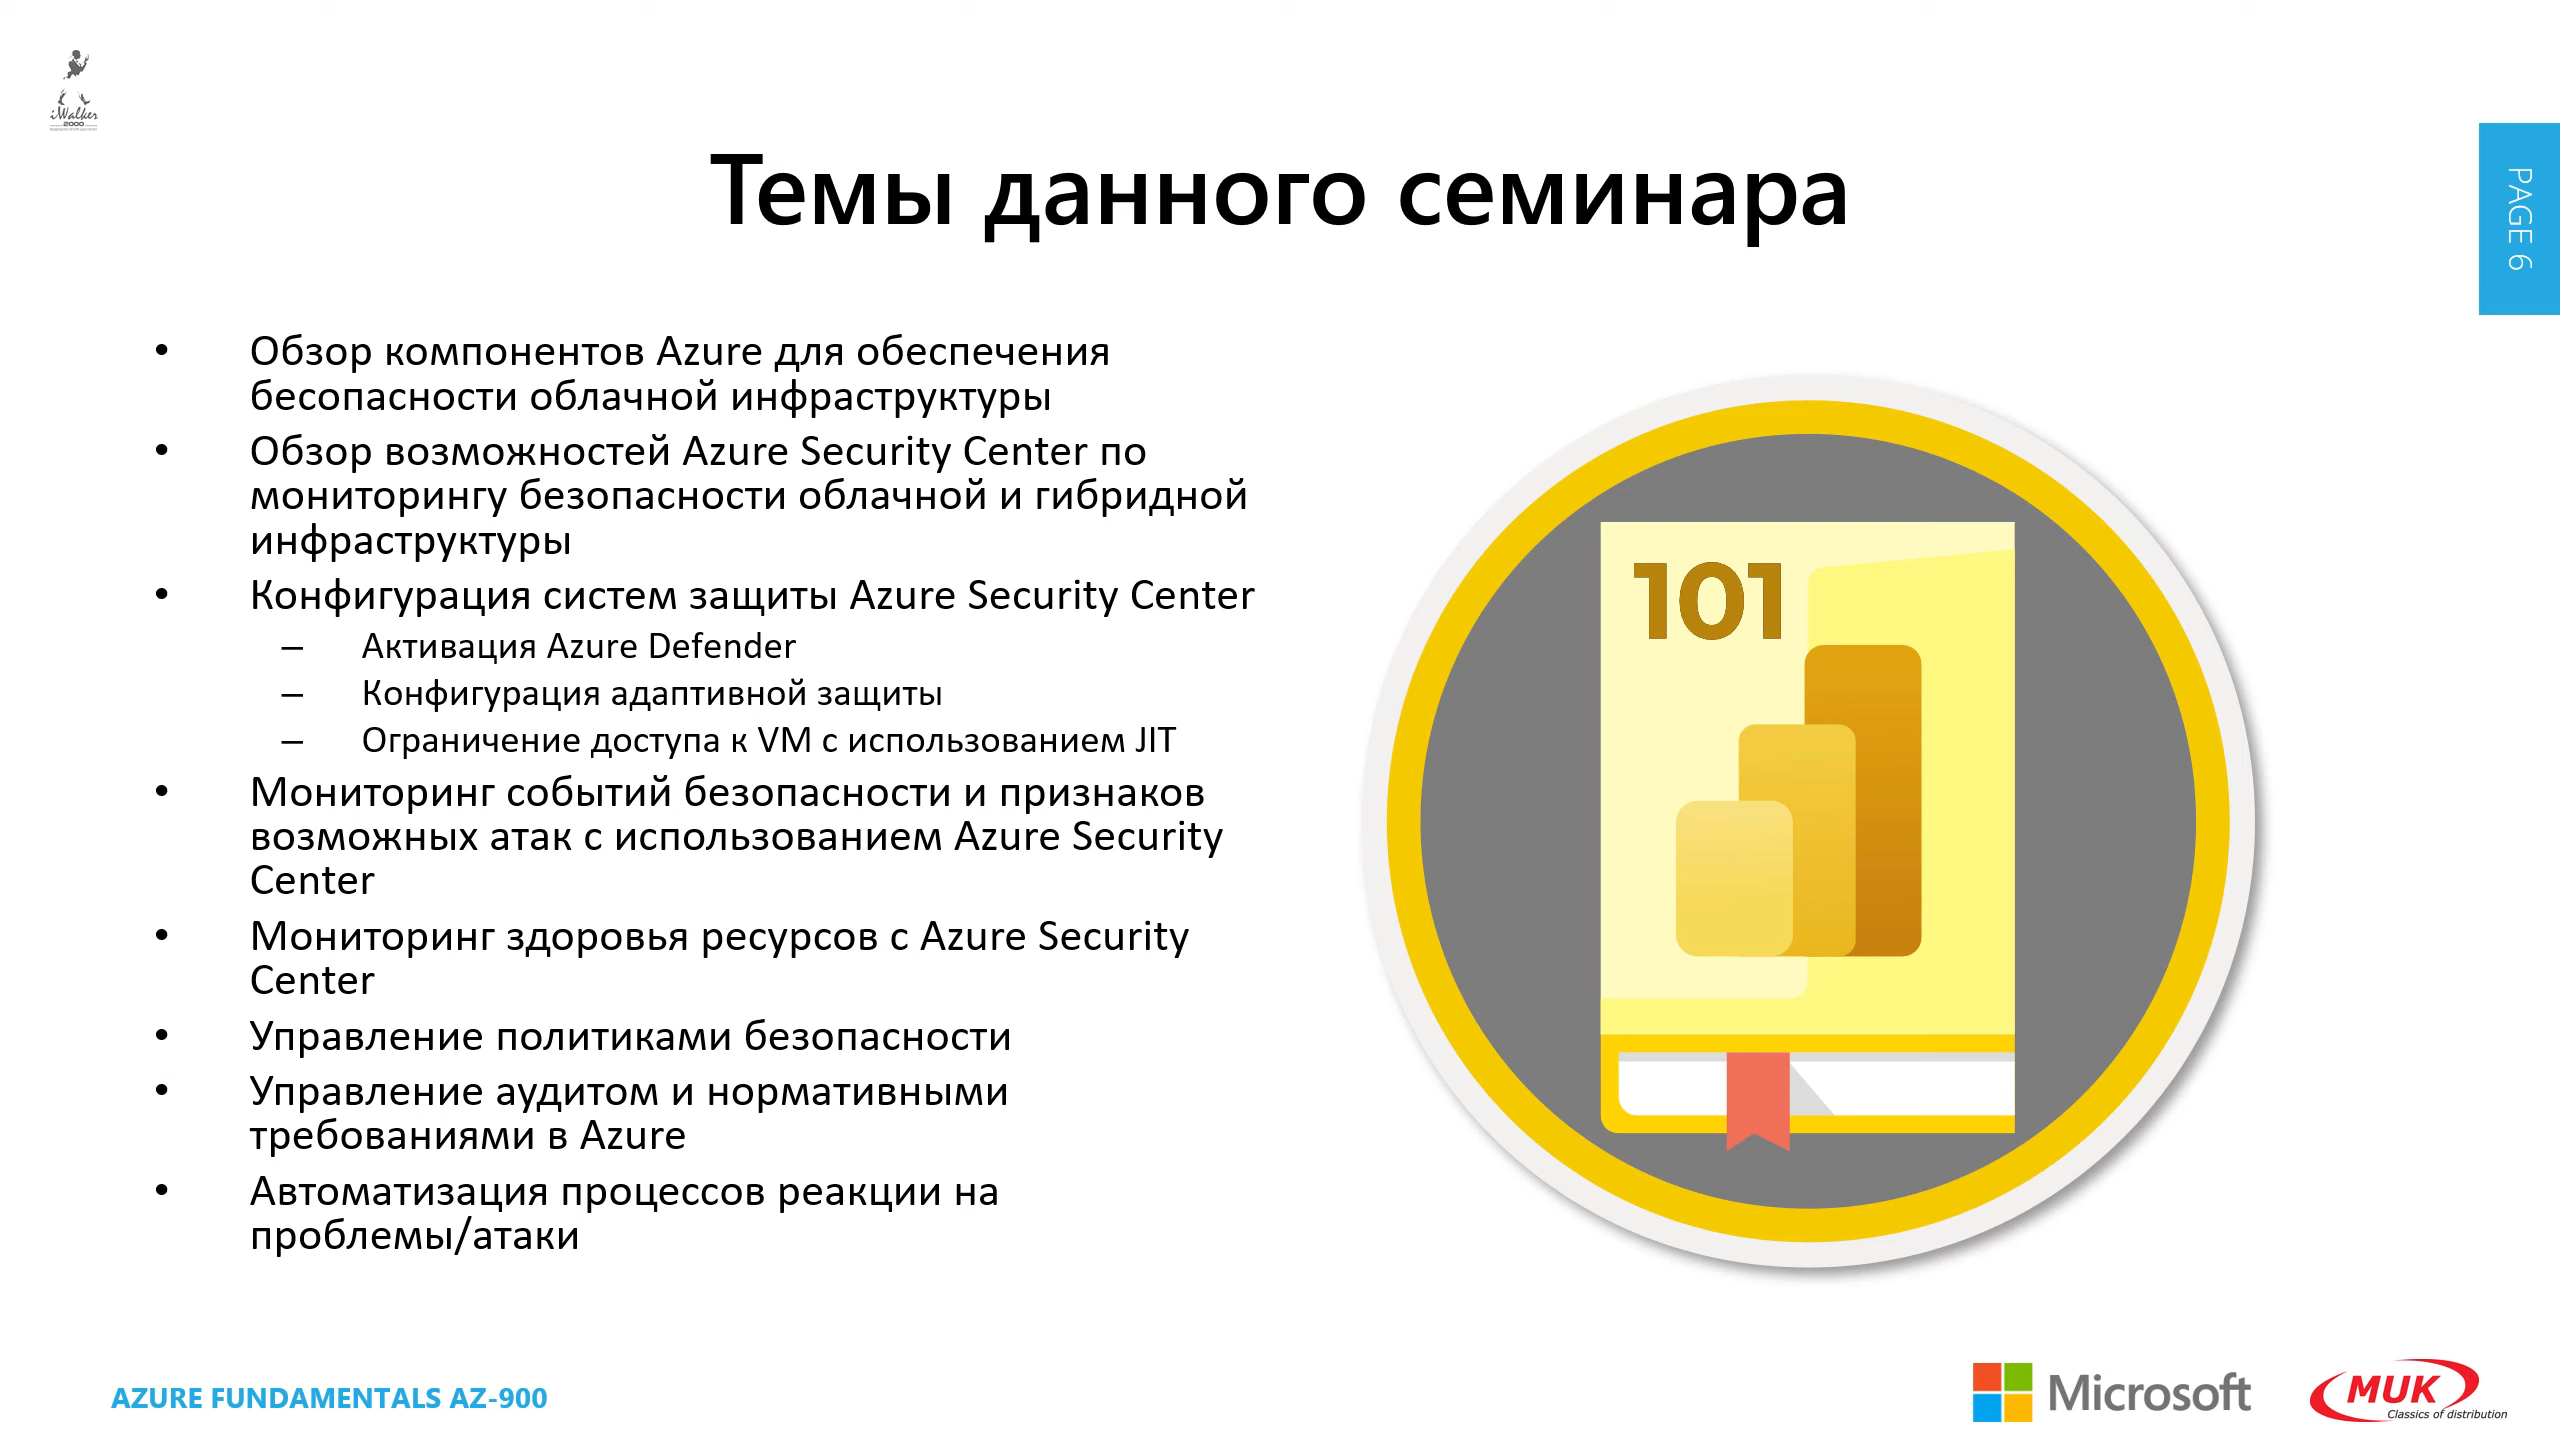 iWalker
2000
PAGE 6
Темы данного семинара
• Обзор компонентов Azure для обеспечения
бесопасности облачной инфраструктуры
• Обзор возможностей Azure Security Center по
мониторингу безопасности облачной и гибридной
инфраструктуры
• Конфигурация систем защиты Azure Security Center
– Активация Azure Defender
– Конфигурация адаптивной защиты
– Ограничение доступа к VM с использованием JIT
• Мониторинг событий безопасности и признаков
возможных атак с использованием Azure Security
Center
• Мониторинг здоровья ресурсов с Azure Security
Center
• Управление политиками безопасности
• Управление аудитом и нормативными
требованиями в Azure
• Автоматизация процессов реакции на
проблемы/атаки
101
AZURE FUNDAMENTALS AZ-900
Microsoft
MUK
Classics of distribution